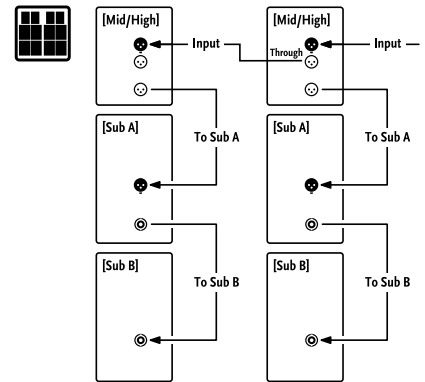 [Mid/High]
[Mid/High]
Input
Through
Input
[Sub A]
To Sub A
[Sub A]
To Sub A
[Sub B]
To Sub B
[Sub B]
To Sub B